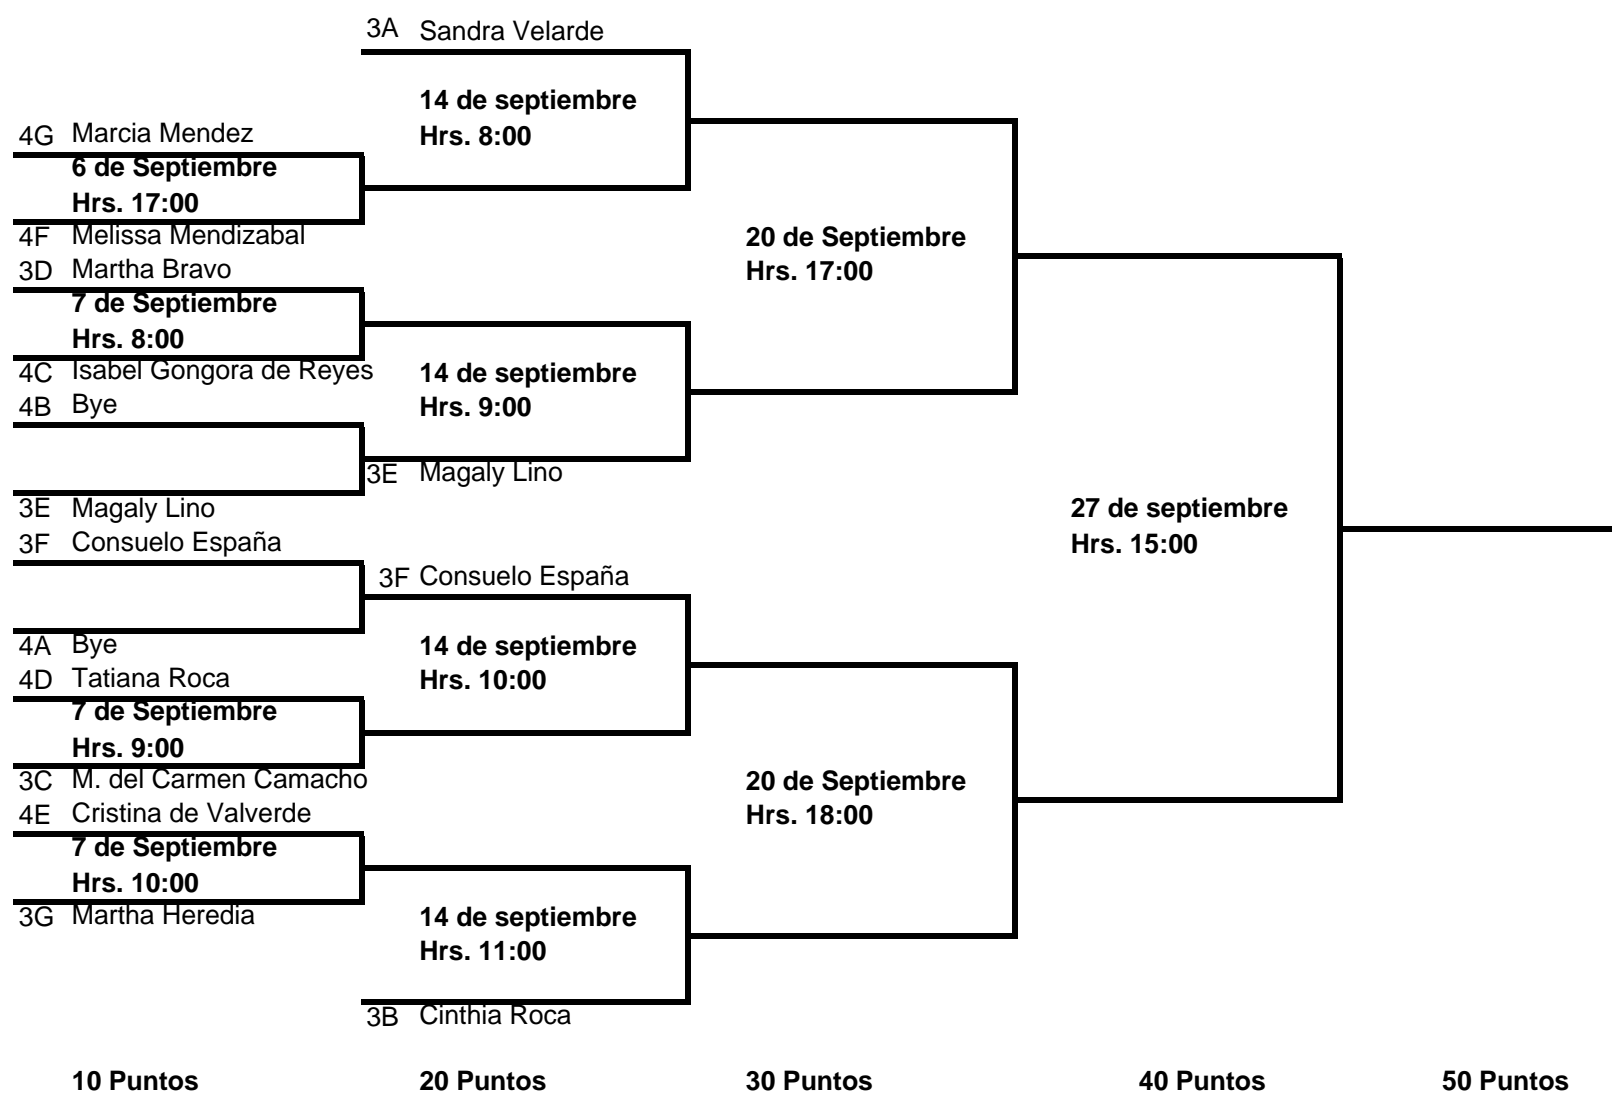 3A Sandra Velarde
14 de septiembre
Hrs. 8:00
4G Marcia Mendez
6 de Septiembre
Hrs. 17:00
4F Melissa Mendizabal
20 de Septiembre
Hrs. 17:00
3D Martha Bravo
7 de Septiembre
Hrs. 8:00
4C Isabel Gongora de Reyes
14 de septiembre
Hrs. 9:00
4B Bye
3E Magaly Lino
3E Magaly Lino
27 de septiembre
Hrs. 15:00
3F Consuelo España
3F Consuelo España
4A Bye
14 de septiembre
Hrs. 10:00
4D Tatiana Roca
7 de Septiembre
Hrs. 9:00
3C M. del Carmen Camacho
20 de Septiembre
Hrs. 18:00
4E Cristina de Valverde
7 de Septiembre
Hrs. 10:00
3G Martha Heredia
14 de septiembre
Hrs. 11:00
3B Cinthia Roca
10 Puntos 20 Puntos 30 Puntos 40 Puntos 50 Puntos